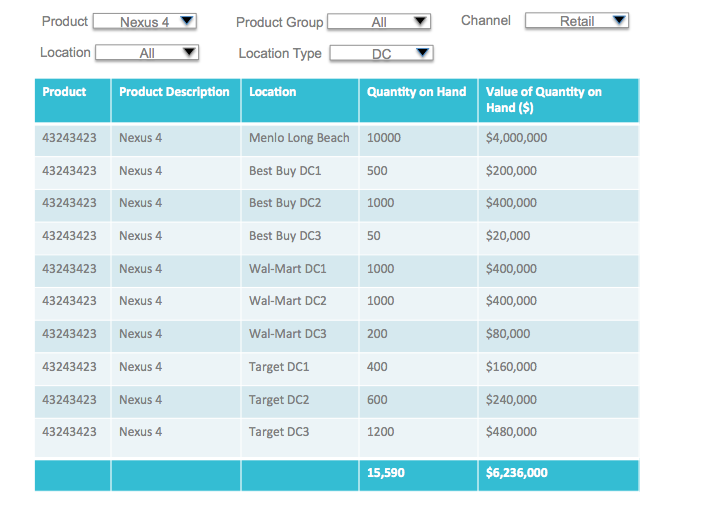 Product Nexus 4 Product Group All Channel Retail
Location All Location Type DC
Product Product Description Location Quantity on Hand Value of Quantity on
Hand ($)
43243423 Nexus 4 Menlo Long Beach 10000 $4,000,000
43243423 Nexus 4 Best Buy DC1 500 $200,000
43243423 Nexus 4 Best Buy DC2 1000 $400,000
43243423 Nexus 4 Best Buy DC3 50 $20,000
43243423 Nexus 4 Wal-Mart DC1 1000 $400,000
43243423 Nexus 4 Wal-Mart DC2 1000 $400,000
43243423 Nexus 4 Wal-Mart DC3 200 $80,000
43243423 Nexus 4 Target DC1 400 $160,000
43243423 Nexus 4 Target DC2 600 $240,000
43243423 Nexus 4 Target DC3 1200 $480,000
15,590 $6,236,000